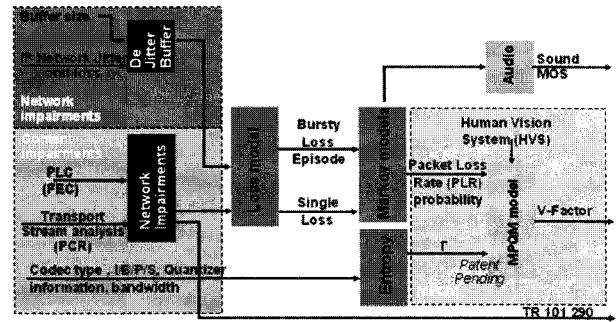 Buffer size
De
Jitter
Buffer
IP Network Jitter
and loss
Network
Impairments
Impairments
PLC
(FEC)
Network
Impairments
Transport
Stream analysis
(PCR)
Codec type , I/B/P/S, Quantizer
information, bandwidth
Loss model
Bursty
Loss
Episode
Single
Loss
Entropy
Markov models
Audio
Sound
MOS
Human Vision
System (HVS)
Packet Loss
Rate (PLR)
probability
MPQM model
V-Factor
Γ
Patent
Pending
TR 101 290